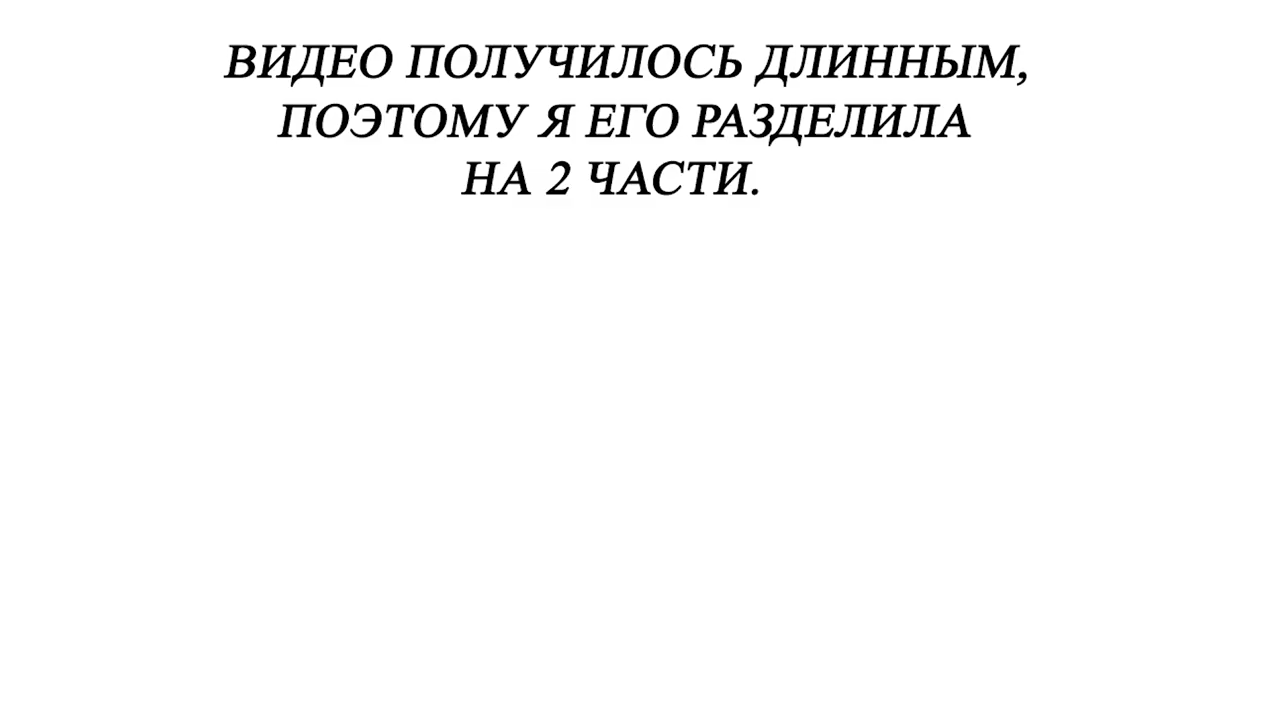 ВИДЕО ПОЛУЧИЛОСЬ ДЛИННЫМ,
ПОЭТОМУ Я ЕГО РАЗДЕЛИЛА
НА 2 ЧАСТИ.